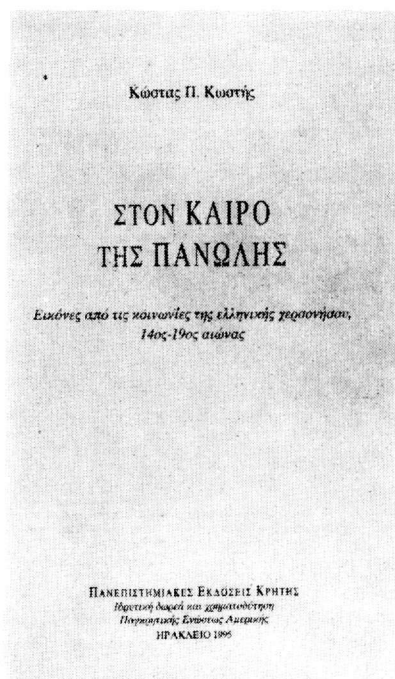 Κώστας Π. Κωστής
ΣΤΟΝ ΚΑΙΡΟ
ΤΗΣ ΠΑΝΩΛΗΣ
Εικόνες από τις κοινωνίες της ελληνικής χερσονήσου,
14ος-19ος αιώνας
ΠΑΝΕΠΙΣΤΗΜΙΑΚΕΣ ΕΚΔΟΣΕΙΣ ΚΡΗΤΗΣ
Ιδρυτική δωρεά και χρηματοδότηση
Παγκρητικής Ενώσεως Αμερικής
ΗΡΑΚΛΕΙΟ 1995